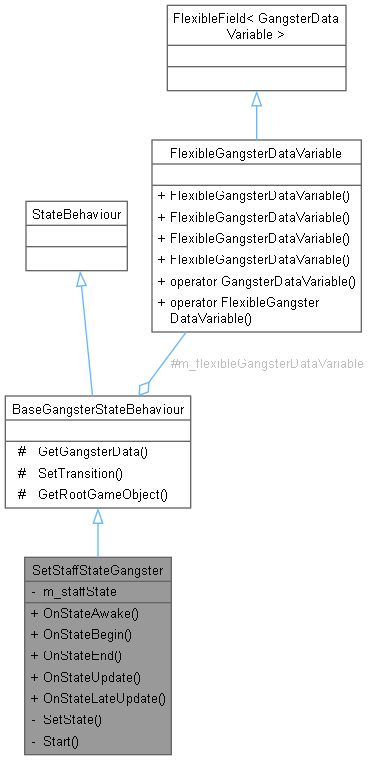 FlexibleField< GangsterData
Variable >
FlexibleGangsterDataVariable
+ FlexibleGangsterDataVariable()
+ FlexibleGangsterDataVariable()
+ FlexibleGangsterDataVariable()
+ FlexibleGangsterDataVariable()
+ operator GangsterDataVariable()
+ operator FlexibleGangster
DataVariable()
StateBehaviour
#m_flexibleGangsterDataVariable
BaseGangsterStateBehaviour
# GetGangsterData()
# SetTransition()
# GetRootGameObject()
SetStaffStateGangster
- m_staffState
+ OnStateAwake()
+ OnStateBegin()
+ OnStateEnd()
+ OnStateUpdate()
+ OnStateLateUpdate()
- SetState()
- Start()